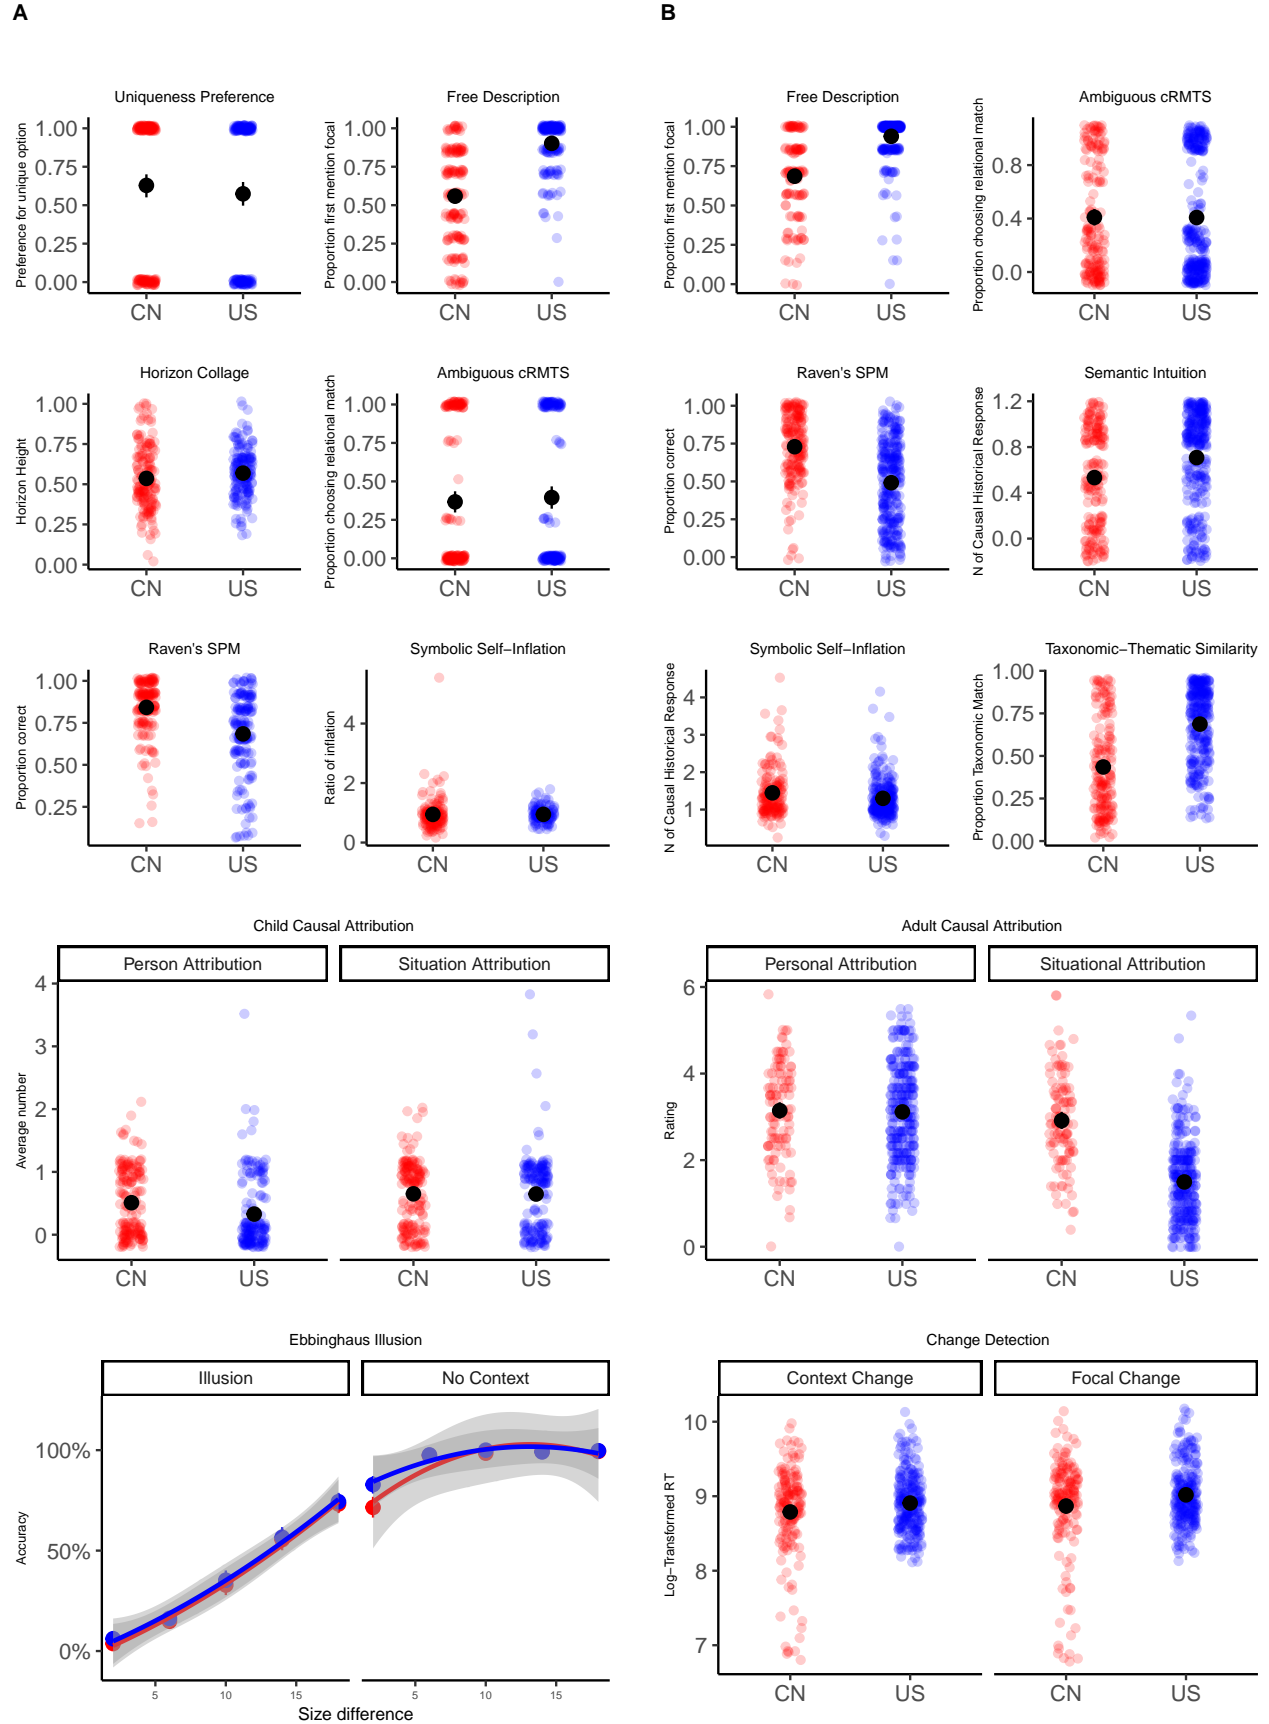 A
B
Uniqueness Preference
Preference for unique option
1.00
0.75
0.50
0.25
0.00
CN
US
Free Description
Proportion first mention focal
1.00
0.75
0.50
0.25
0.00
CN
US
Free Description
Proportion first mention focal
1.00
0.75
0.50
0.25
0.00
CN
US
Ambiguous cRMTS
Proportion choosing relational match
0.8
0.4
0.0
CN
US
Horizon Collage
Horizon Height
1.00
0.75
0.50
0.25
0.00
CN
US
Ambiguous cRMTS
Proportion choosing relational match
1.00
0.75
0.50
0.25
0.00
CN
US
Raven's SPM
Proportion correct
1.00
0.75
0.50
0.25
0.00
CN
US
Semantic Intuition
N of Causal Historical Response
1.2
0.8
0.4
0.0
CN
US
Raven's SPM
Proportion correct
1.00
0.75
0.50
0.25
CN
US
Symbolic Self−Inflation
Ratio of inflation
4
2
0
CN
US
Symbolic Self−Inflation
N of Causal Historical Response
4
3
2
1
CN
US
Taxonomic−Thematic Similarity
Proportion Taxonomic Match
1.00
0.75
0.50
0.25
0.00
CN
US
Child Causal Attribution
Person Attribution
Situation Attribution
Average number
4
3
2
1
0
CN
US
CN
US
Adult Causal Attribution
Personal Attribution
Situational Attribution
Rating
6
4
2
0
CN
US
CN
US
Ebbinghaus Illusion
Illusion
No Context
Accuracy
100%
50%
0%
5
10
15
5
10
15
Size difference
Change Detection
Context Change
Focal Change
Log−Transformed RT
10
9
8
7
CN
US
CN
US